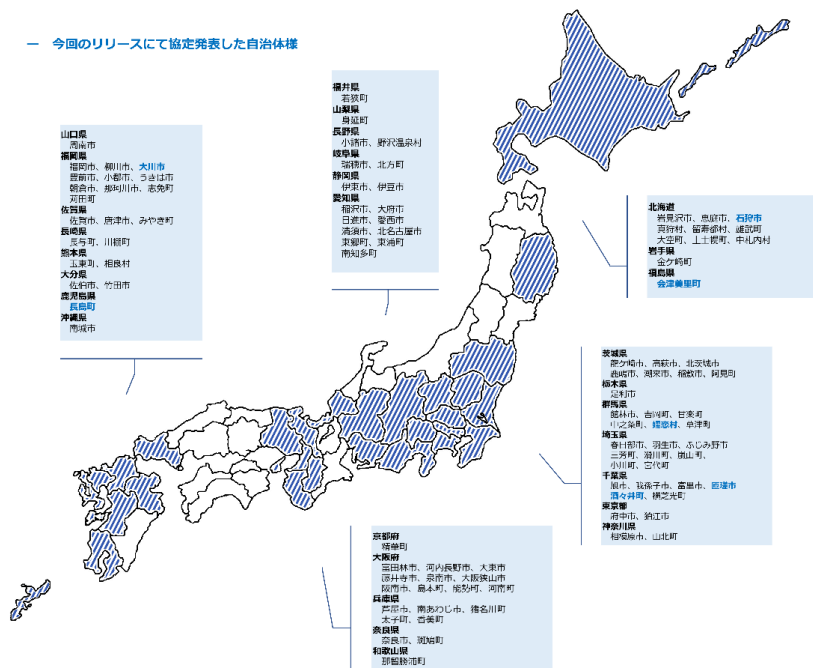 ー 今回のリリースにて協定発表した自治体様
福井県
若狭町
山梨県
身延町
長野県
小諸市、野沢温泉村
岐阜県
瑞穂市、北方町
静岡県
伊東市、伊豆市
愛知県
稲沢市、大府市
日進市、愛西市
清須市、北名古屋市
東郷町、東浦町
南知多町
山口県
周南市
福岡県
福岡市、柳川市、大川市
豊前市、小郡市、うきは市
朝倉市、那珂川市、志免町
苅田町
佐賀県
佐賀市、唐津市、みやき町
長崎県
長与町、川棚町
熊本県
玉東町、相良村
大分県
佐伯市、竹田市
鹿児島県
長島町
沖縄県
南城市
北海道
岩見沢市、恵庭市、石狩市
真狩村、留寿都村、雄武町
大空町、上士幌町、中札内村
岩手県
金ケ崎町
福島県
会津美里町
茨城県
龍ケ崎市、高萩市、北茨城市
鹿嶋市、潮来市、稲敷市、阿見町
栃木県
足利市
群馬県
館林市、吉岡町、甘楽町
中之条町、嬬恋村、草津町
埼玉県
春日部市、羽生市、ふじみ野市
三芳町、滑川町、嵐山町、
小川町、宮代町
千葉県
旭市、我孫子市、富里市、匝瑳市
酒々井町、横芝光町
東京都
府中市、狛江市
神奈川県
相模原市、山北町
京都府
精華町
大阪府
富田林市、河内長野市、大東市
藤井寺市、泉南市、大阪狭山市
阪南市、島本町、能勢町、河南町
兵庫県
芦屋市、南あわじ市、猪名川町
太子町、香美町
奈良県
奈良市、斑鳩町
和歌山県
那智勝浦町